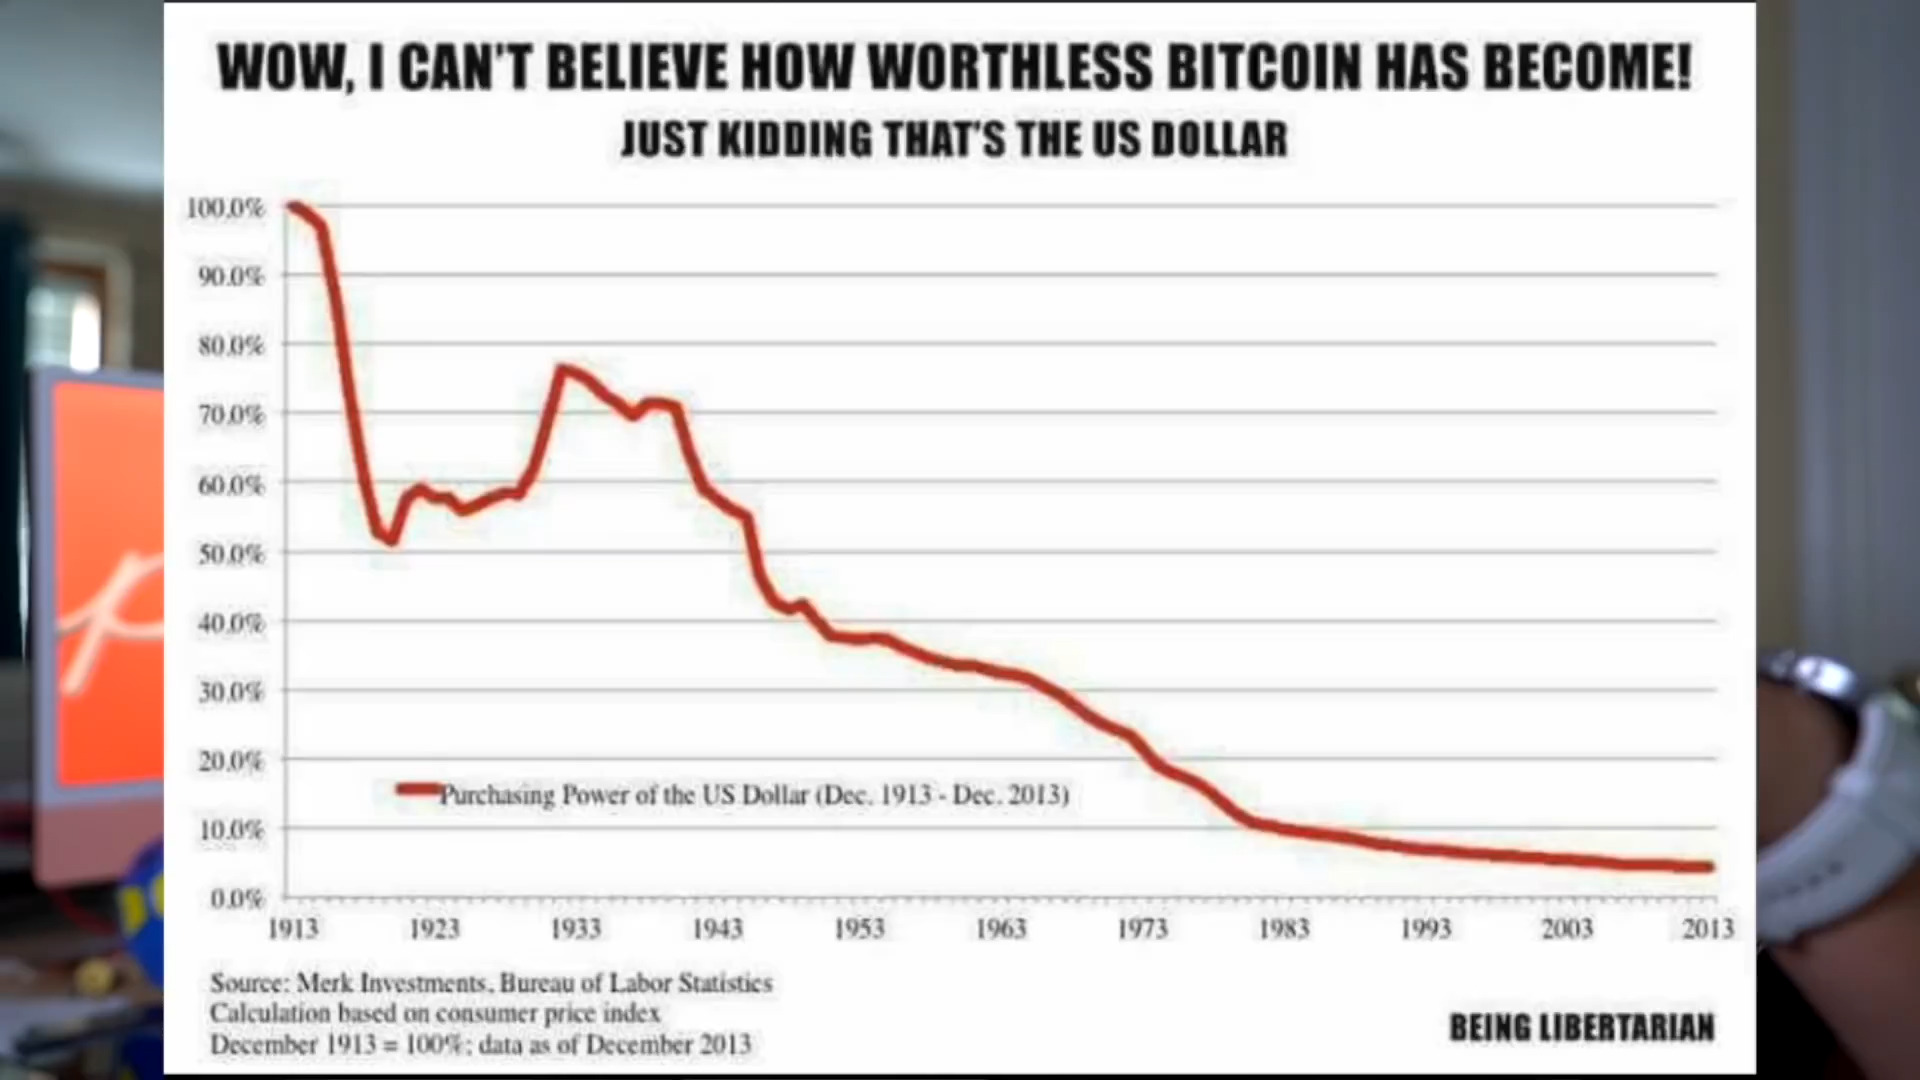 WOW, I CAN'T BELIEVE HOW WORTHLESS BITCOIN HAS BECOME!
JUST KIDDING THAT'S THE US DOLLAR
100.0%
90.0%
80.0%
70.0%
60.0%
50.0%
40.0%
30.0%
20.0%
10.0%
0.0%
Purchasing Power of the US Dollar (Dec. 1913 - Dec. 2013)
1913 1923 1933 1943 1953 1963 1973 1983 1993 2003 2013
Source: Merk Investments, Bureau of Labor Statistics
Calculation based on consumer price index
December 1913 = 100%; data as of December 2013
BEING LIBERTARIAN